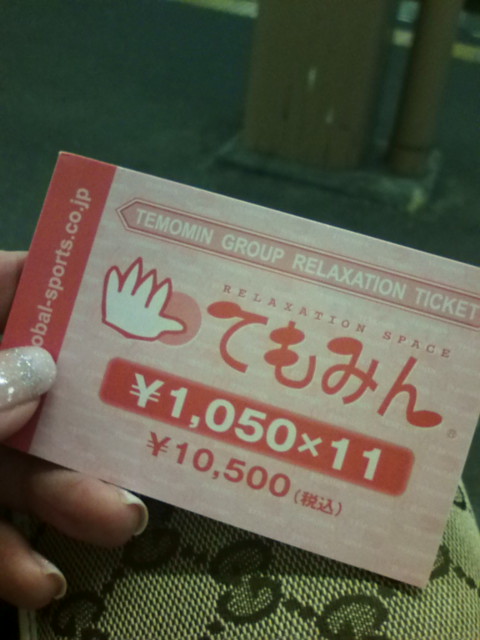 TEMOMIN GROUP RELAXATION TICKET
RELAXATION SPACE
てもみん
®
¥1,050×11
¥10,500(税込)
obal-sports.co.jp